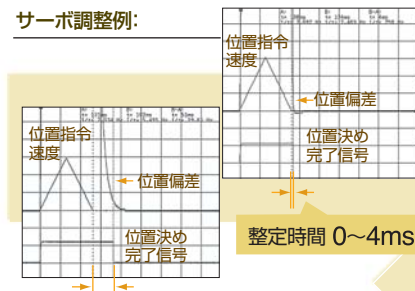 サーボ調整例:
位置指令
速度
位置偏差
位置決め
完了信号
位置指令
速度
位置偏差
位置決め
完了信号
整定時間 0～4ms